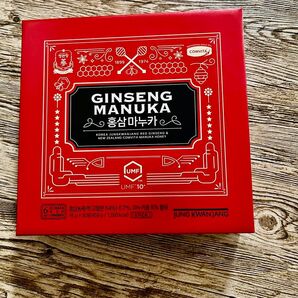 1899 1974
COMVITA
GINSENG
MANUKA
홍삼 마누카
KOREA JUNGKWANJANG RED GINSENG &
NEW ZEALAND COMVITA MANUKA HONEY
UMF
UMF 10+
JUNG KWAN JANG